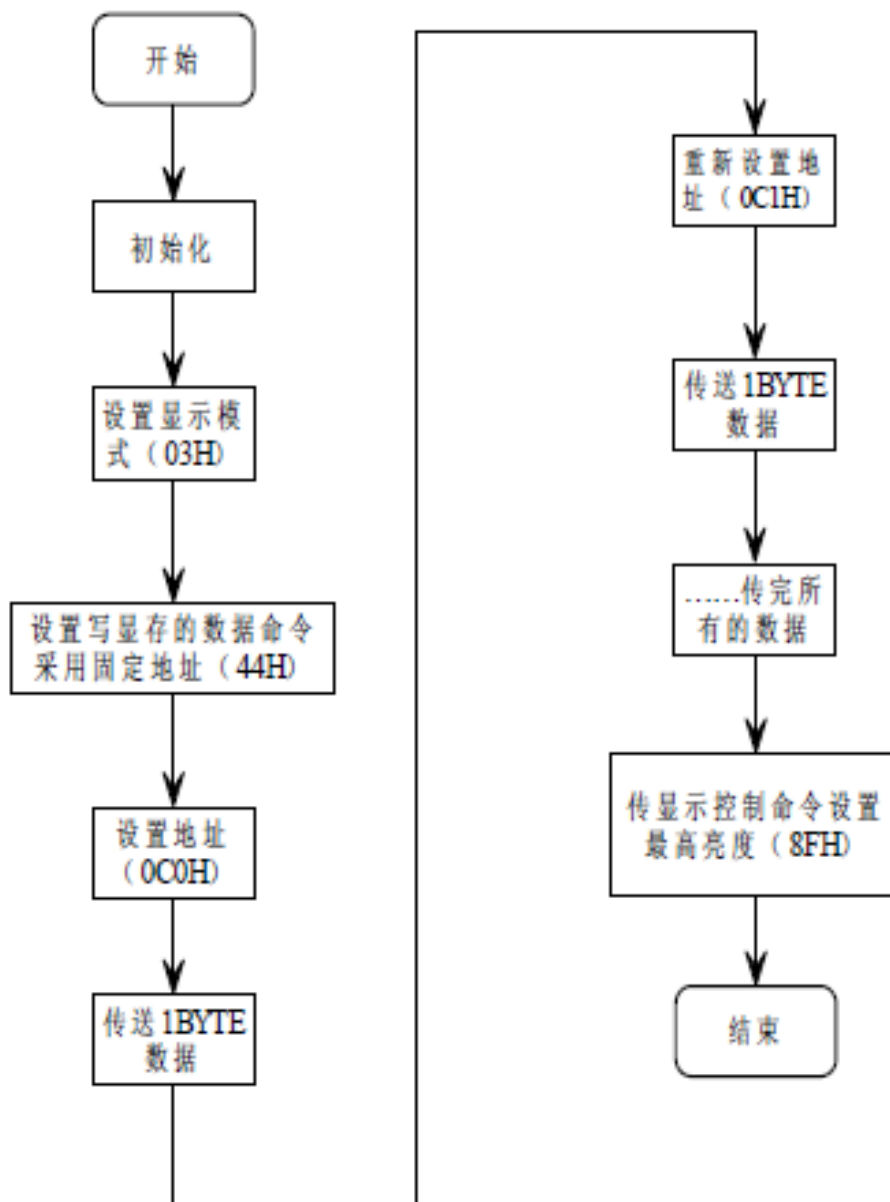 开始
初始化
设置显示模
式（03H）
设置写显存的数据命令
采用固定地址（44H）
设置地址
（0C0H）
传送1BYTE
数据
重新设置地
址（0C1H）
传送1BYTE
数据
……传完所
有的数据
传显示控制命令设置
最高亮度（8FH）
结束